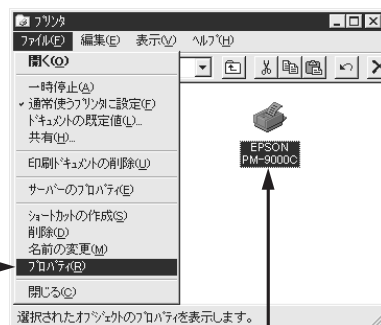 プリンタ
ファイル(F) 編集(E) 表示(V) ヘルプ(H)
開く(O)
一時停止(A)
通常使うプリンタに設定(F)
ドキュメントの既定値(L)...
共有(H)...
印刷ドキュメントの削除(U)
サーバーのプロパティ(E)
ショートカットの作成(S)
削除(D)
名前の変更(M)
プロパティ(R)
閉じる(C)
EPSON
PM-9000C
選択されたオブジェクトのプロパティを表示します。